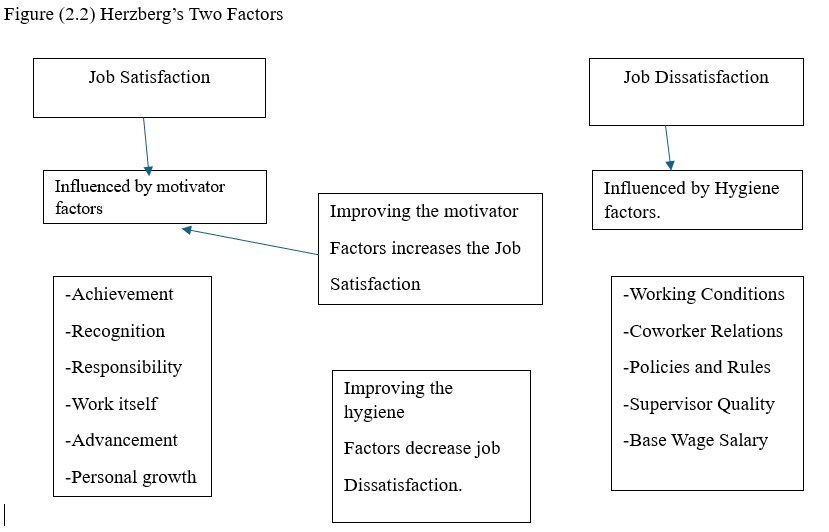 Figure (2.2) Herzberg’s Two Factors
Job Satisfaction
Job Dissatisfaction
Influenced by motivator
factors
Influenced by Hygiene
factors.
Improving the motivator
Factors increases the Job
Satisfaction
-Achievement
-Recognition
-Responsibility
-Work itself
-Advancement
-Personal growth
-Working Conditions
-Coworker Relations
-Policies and Rules
-Supervisor Quality
-Base Wage Salary
Improving the
hygiene
Factors decrease job
Dissatisfaction.